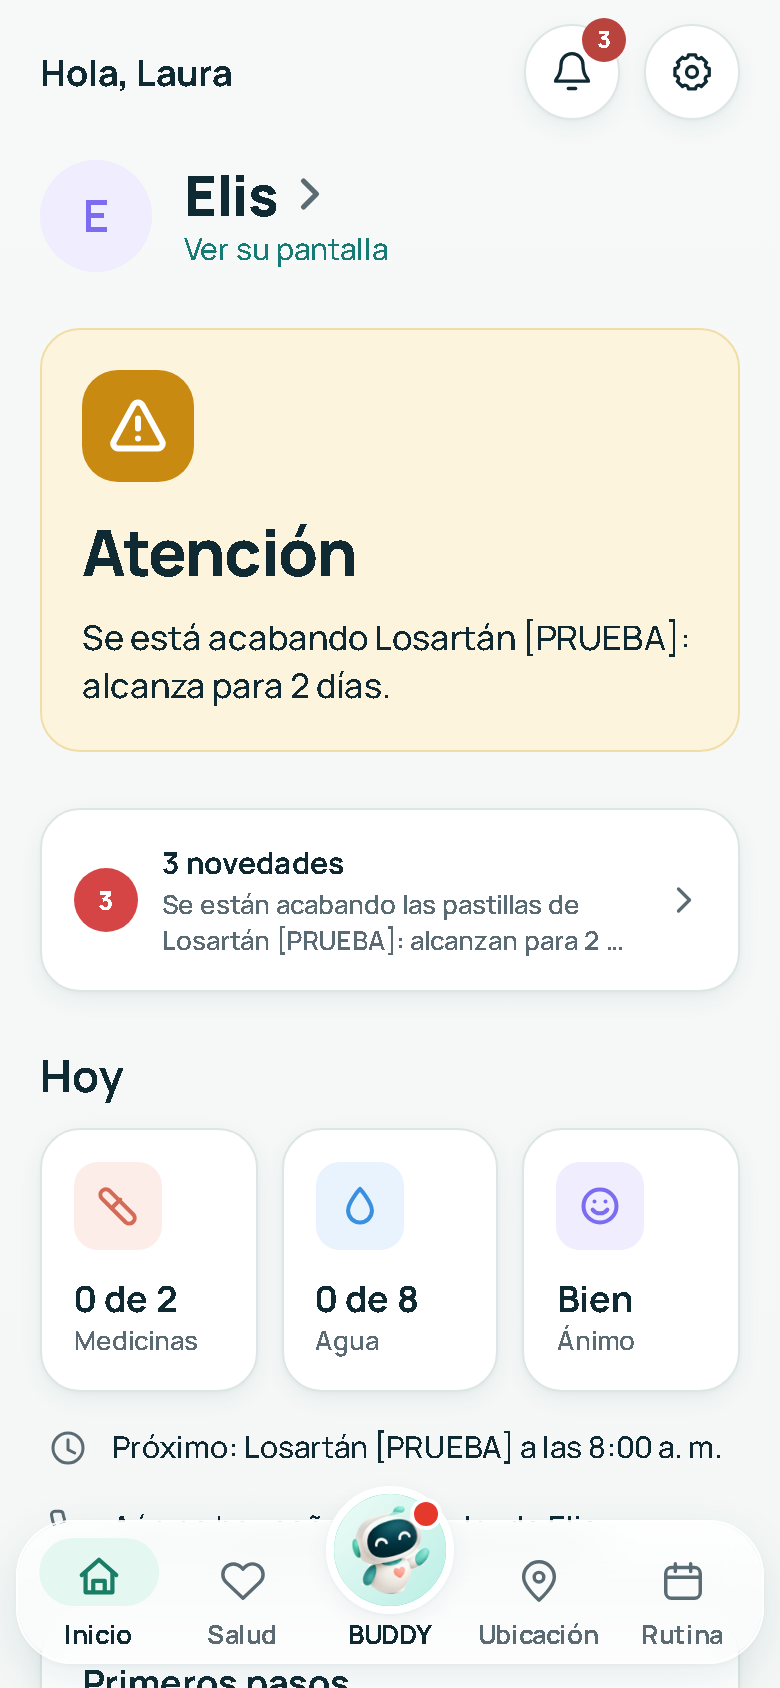 Hola, Laura
3
E
Elis
Ver su pantalla
Atención
Se está acabando Losartán [PRUEBA]:
alcanza para 2 días.
3
3 novedades
Se están acabando las pastillas de
Losartán [PRUEBA]: alcanzan para 2 ...
Hoy
0 de 2
Medicinas
0 de 8
Agua
Bien
Ánimo
Próximo: Losartán [PRUEBA] a las 8:00 a. m.
Inicio
Salud
BUDDY
Ubicación
Rutina
Primeros pasos